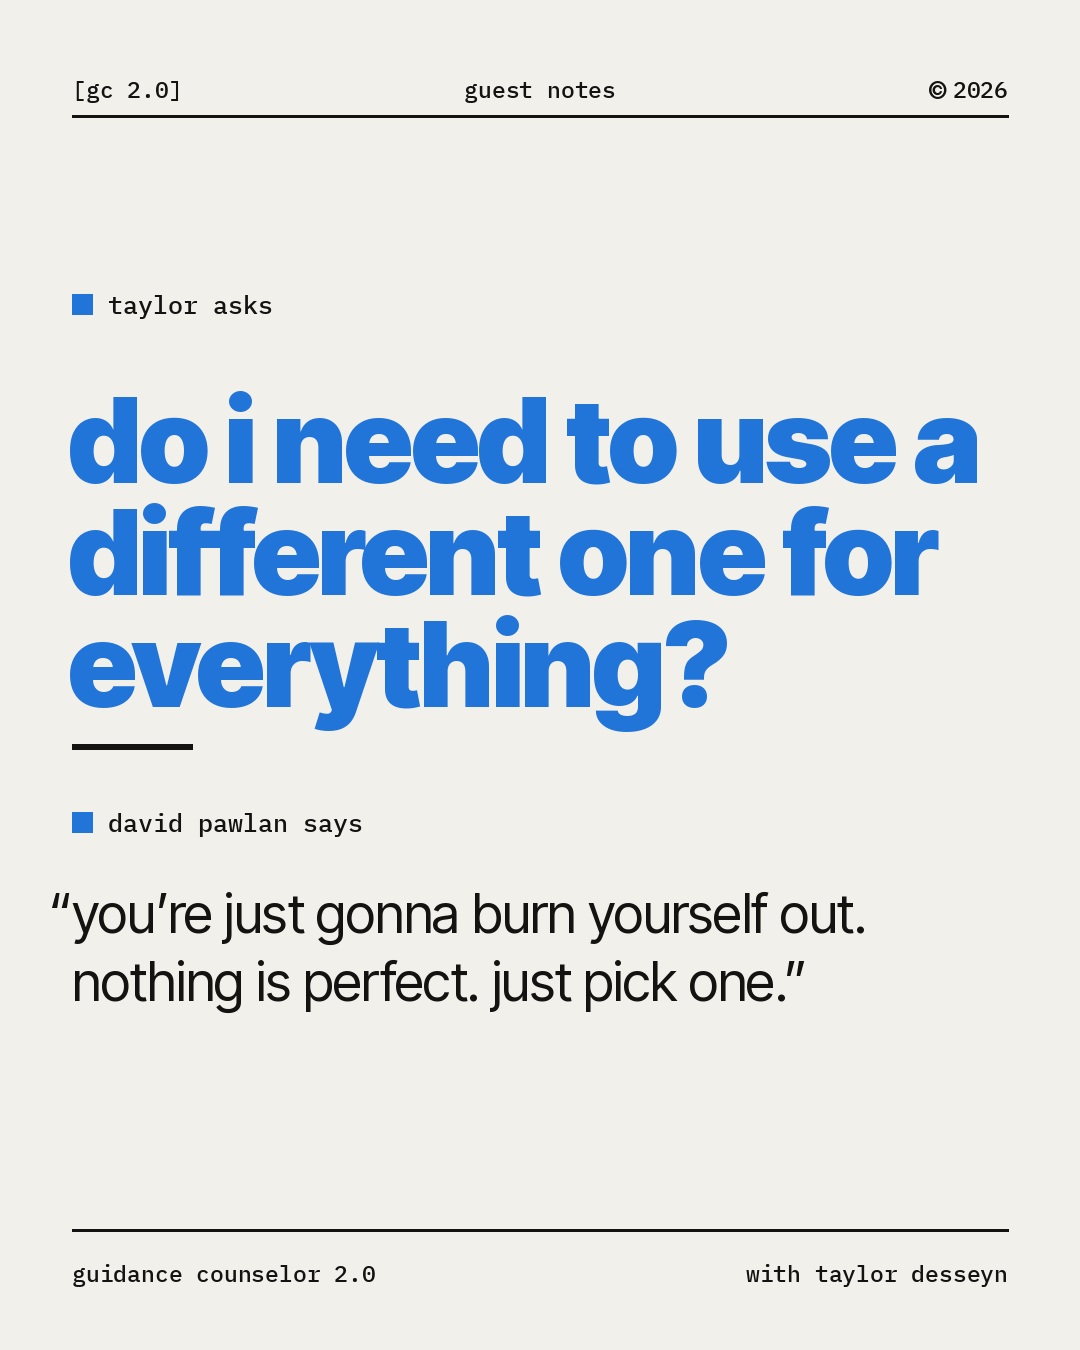 [gc 2.0]
guest notes
© 2026
taylor asks
do i need to use a
different one for
everything?
david pawlan says
“you’re just gonna burn yourself out.
nothing is perfect. just pick one.”
guidance counselor 2.0
with taylor desseyn